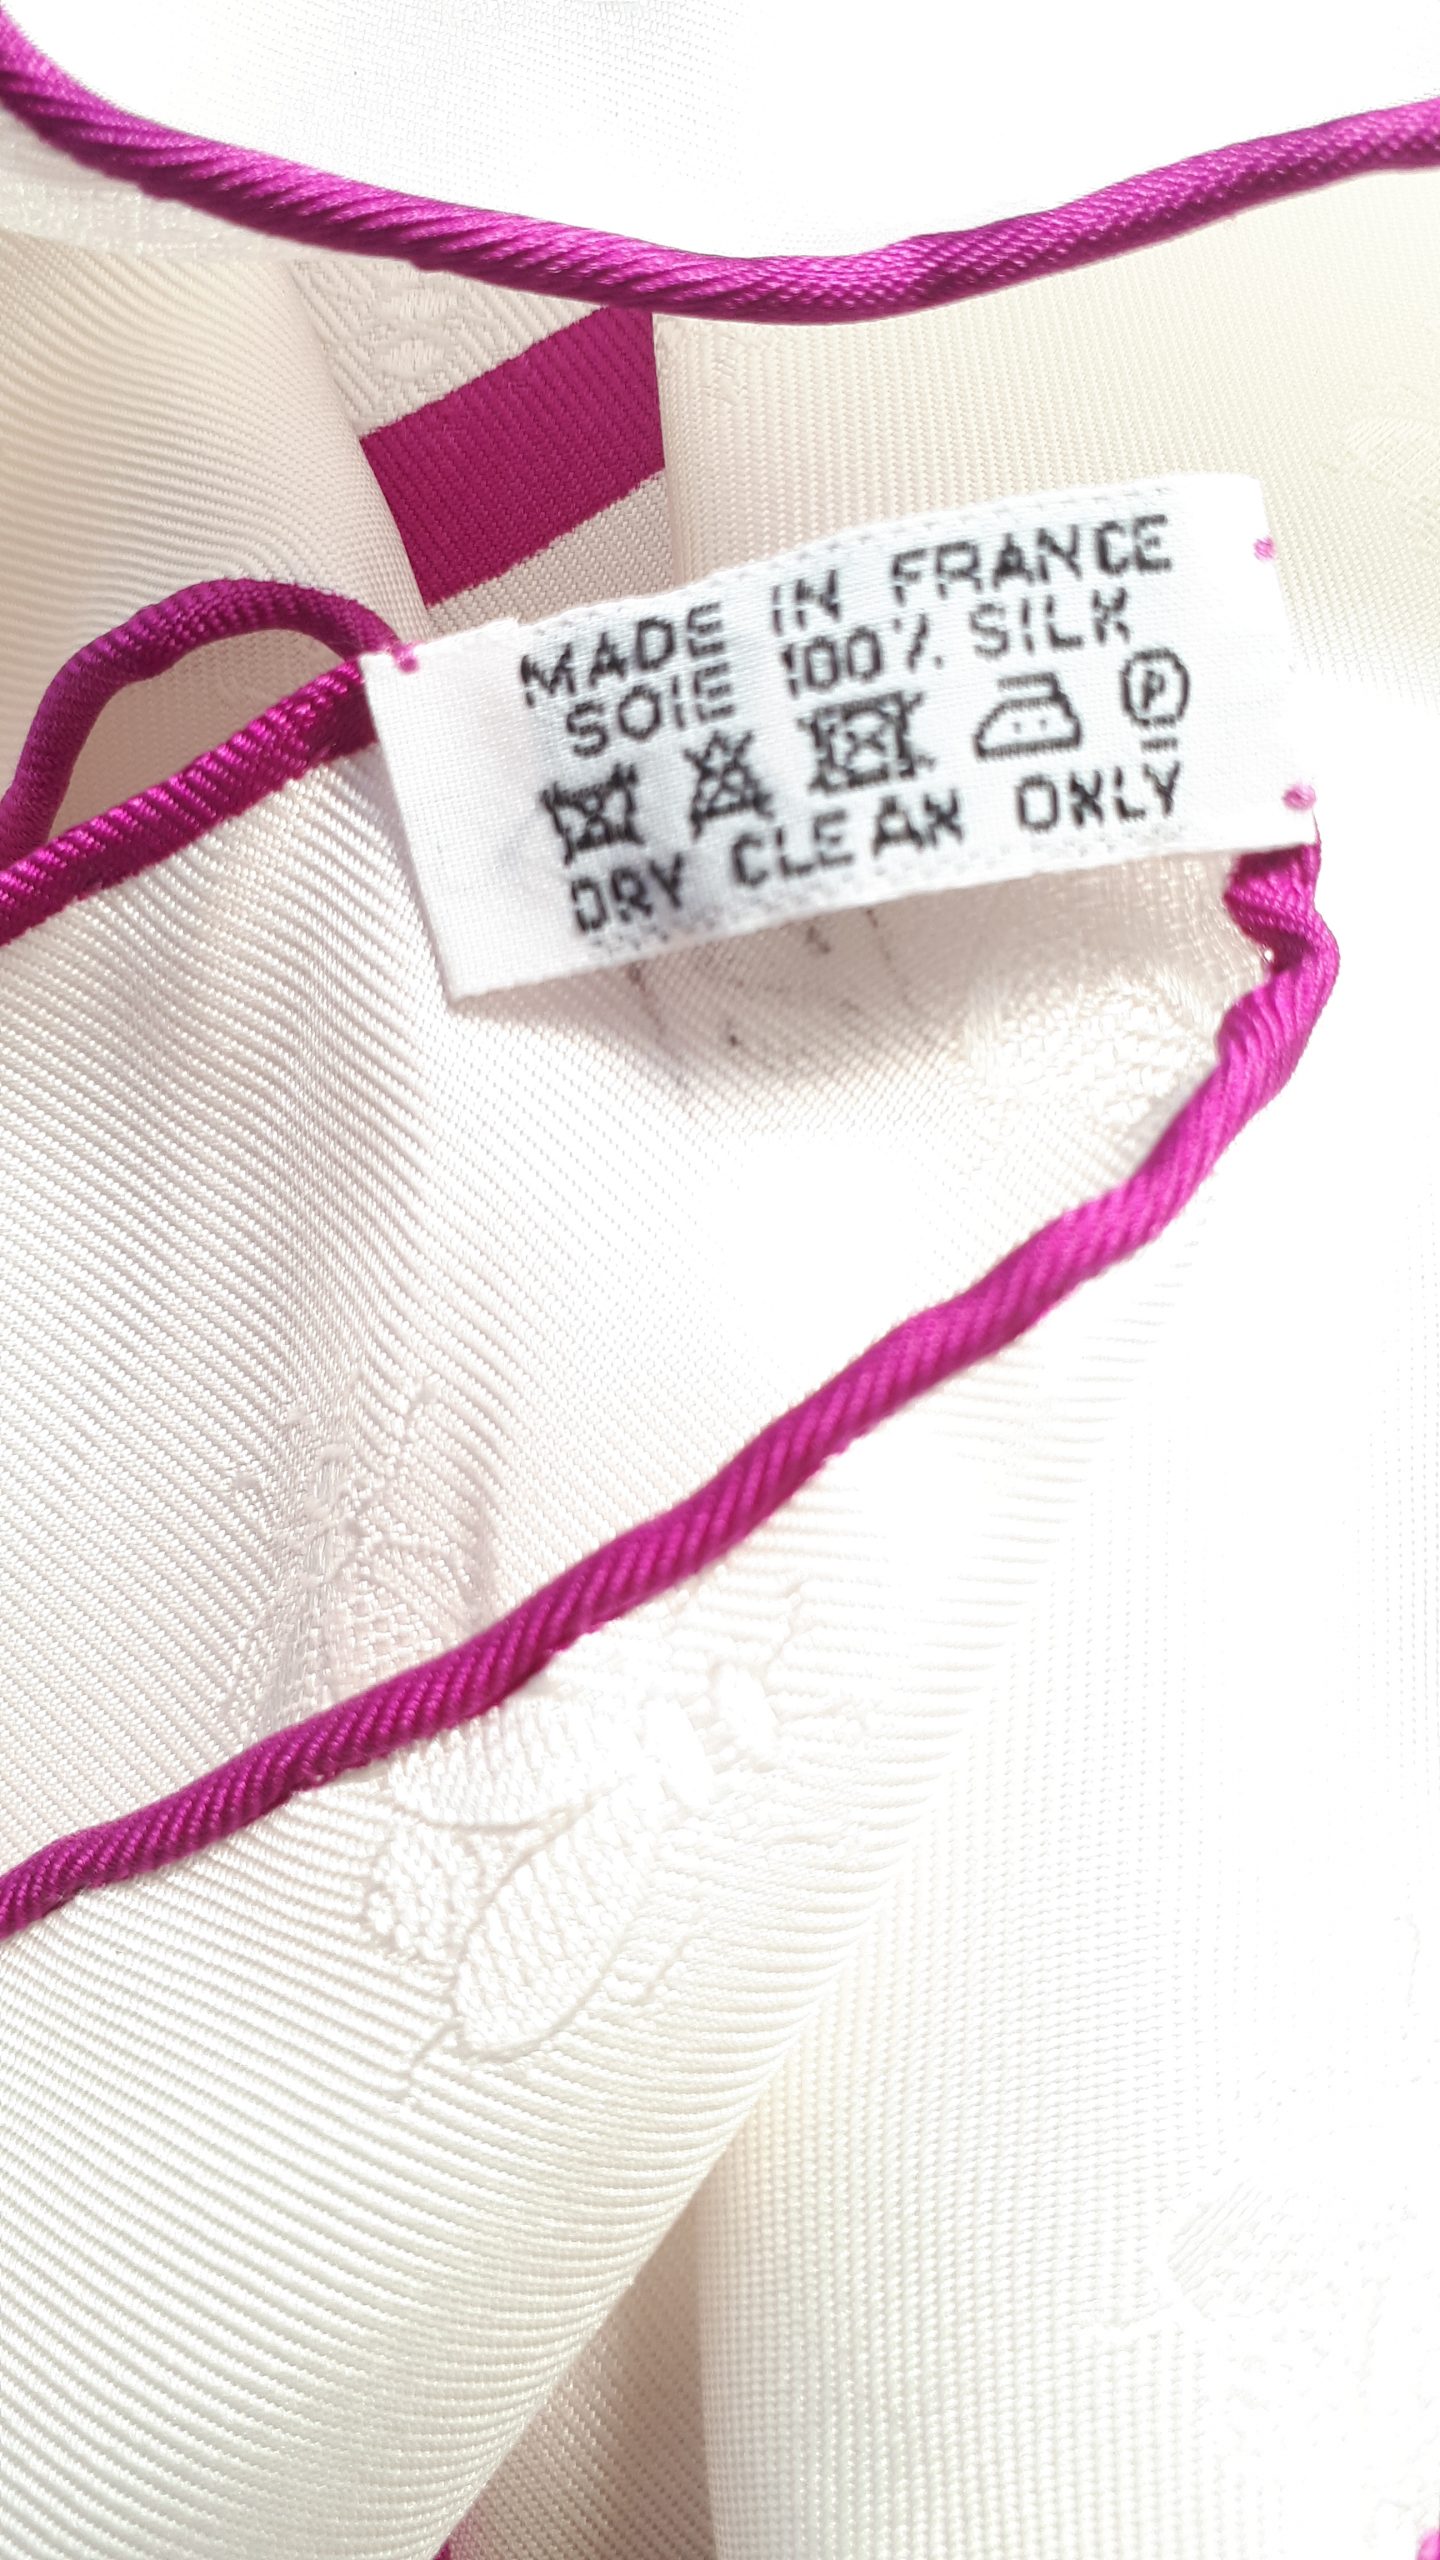 MADE IN FRANCE
SOIE 100% SILK
P
DRY CLEAN ONLY